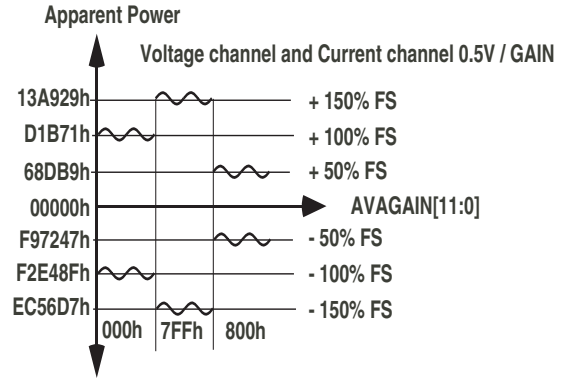 Apparent Power
Voltage channel and Current channel 0.5V / GAIN
13A929h + 150% FS
D1B71h + 100% FS
68DB9h + 50% FS
00000h AVAGAIN[11:0]
F97247h - 50% FS
F2E48Fh - 100% FS
EC56D7h - 150% FS
000h 7FFh 800h